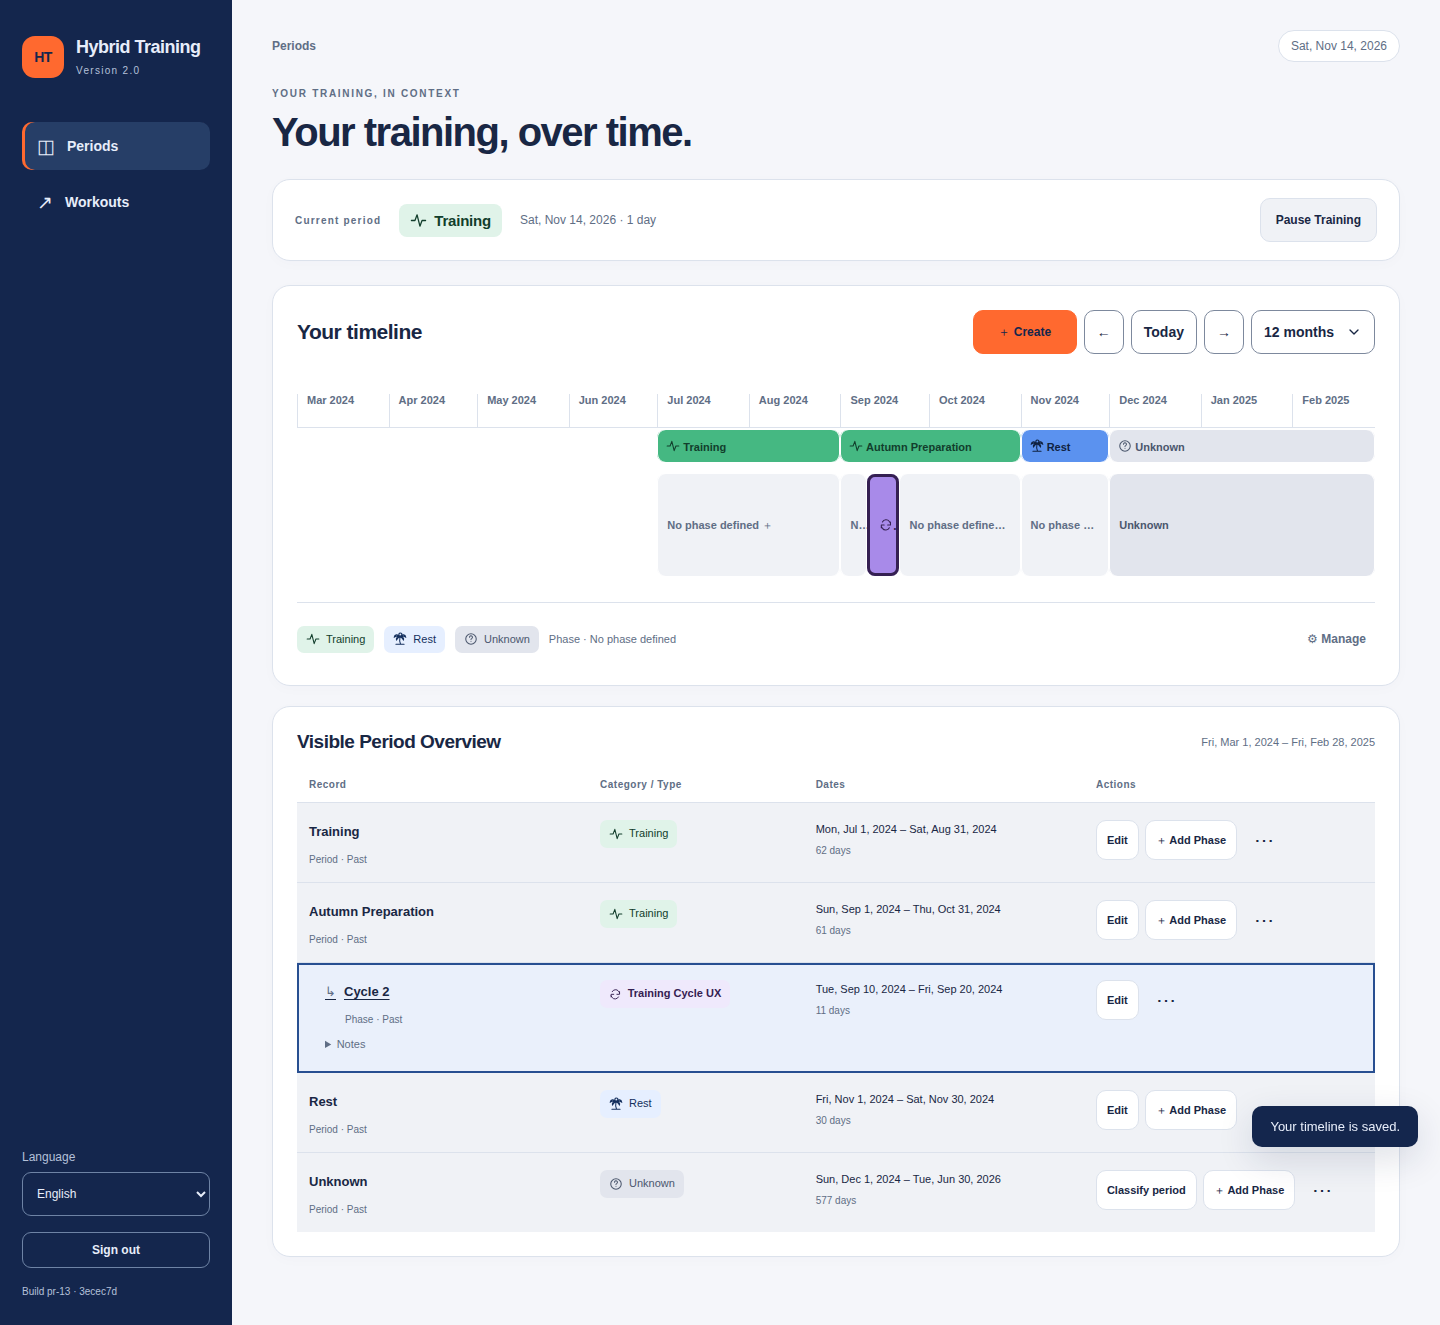 HT
Hybrid Training
Version 2.0
Periods
Workouts
Language
English
Sign out
Build pr-13 · 3ecec7d
Periods
Sat, Nov 14, 2026
YOUR TRAINING, IN CONTEXT
Your training, over time.
Current period
Training
Sat, Nov 14, 2026 · 1 day
Pause Training
Your timeline
+ Create
←
Today
→
12 months
Mar 2024 Apr 2024 May 2024 Jun 2024 Jul 2024 Aug 2024 Sep 2024 Oct 2024 Nov 2024 Dec 2024 Jan 2025 Feb 2025
Training Autumn Preparation Rest Unknown
No phase defined + N… No phase define… No phase … Unknown
Training Rest Unknown Phase · No phase defined
Manage
Visible Period Overview
Fri, Mar 1, 2024 – Fri, Feb 28, 2025
Record Category / Type Dates Actions
Training
Period · Past
Training
Mon, Jul 1, 2024 – Sat, Aug 31, 2024
62 days
Edit + Add Phase ···
Autumn Preparation
Period · Past
Training
Sun, Sep 1, 2024 – Thu, Oct 31, 2024
61 days
Edit + Add Phase ···
↳ Cycle 2
Phase · Past
Notes
Training Cycle UX
Tue, Sep 10, 2024 – Fri, Sep 20, 2024
11 days
Edit ···
Rest
Period · Past
Rest
Fri, Nov 1, 2024 – Sat, Nov 30, 2024
30 days
Edit + Add Phase
Your timeline is saved.
Unknown
Period · Past
Unknown
Sun, Dec 1, 2024 – Tue, Jun 30, 2026
577 days
Classify period + Add Phase ···